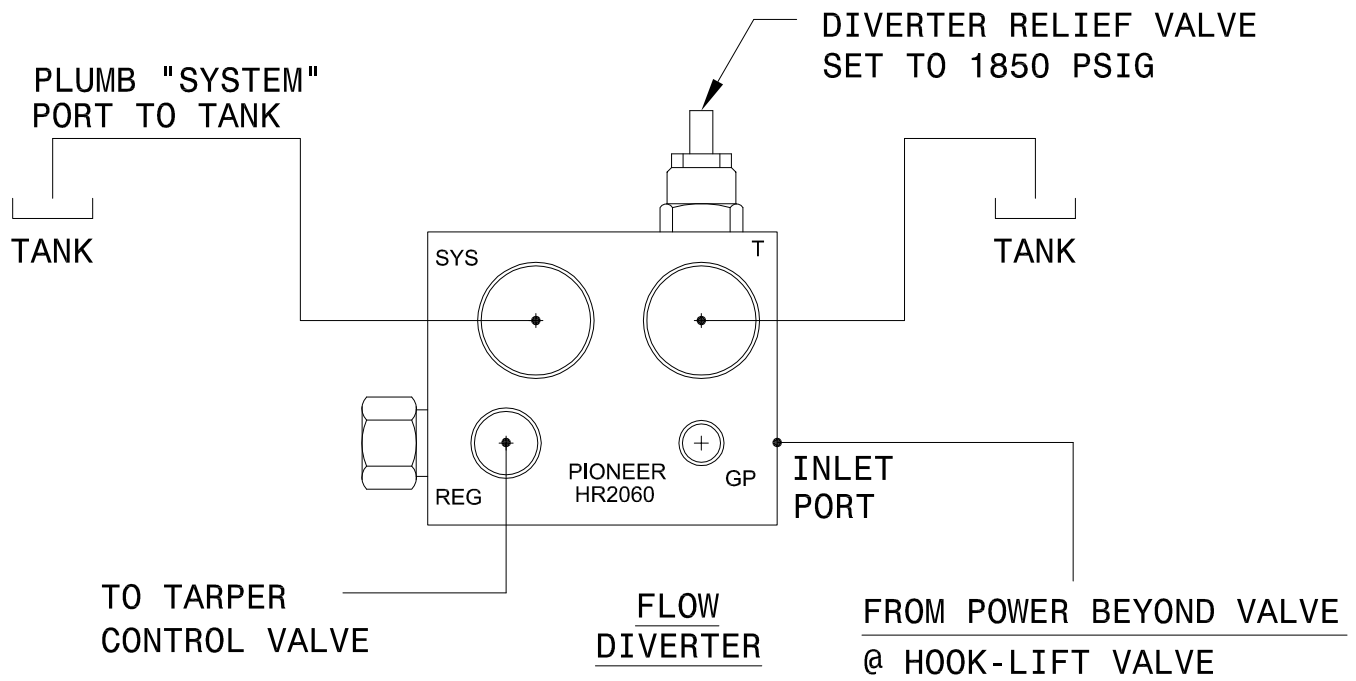 DIVERTER RELIEF VALVE
SET TO 1850 PSIG
PLUMB "SYSTEM"
PORT TO TANK
TANK
TANK
SYS
T
REG
PIONEER
HR2060
GP
INLET
PORT
TO TARPER
CONTROL VALVE
FLOW
DIVERTER
FROM POWER BEYOND VALVE
@ HOOK-LIFT VALVE